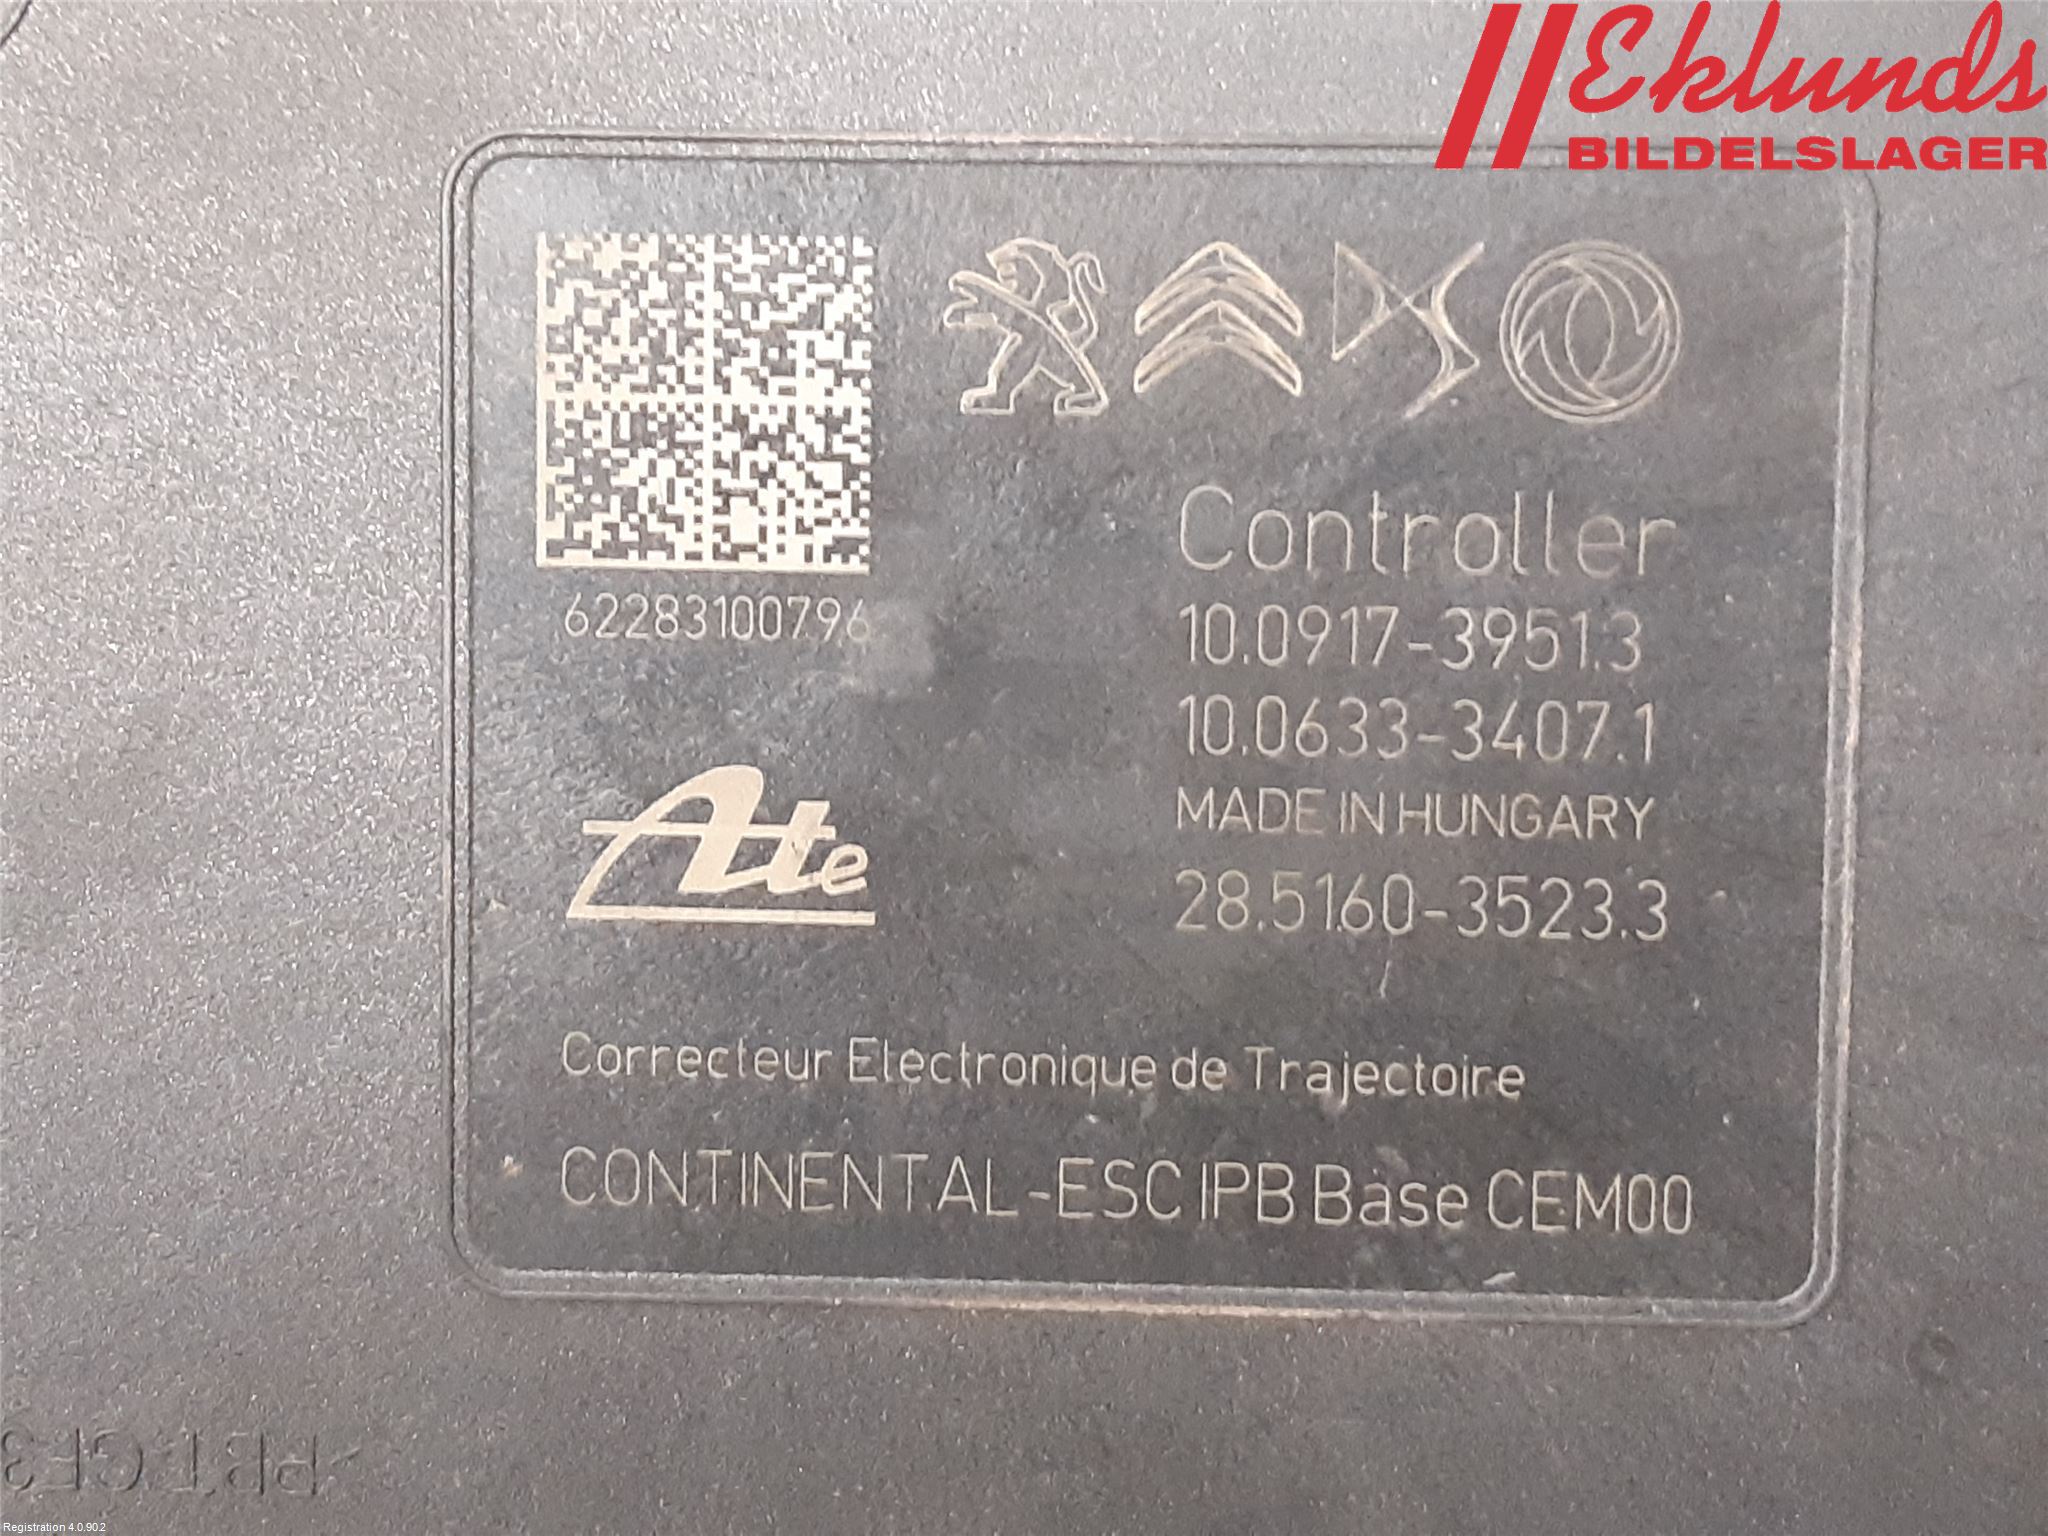 Eklunds
BILDELSLAGER
62283100796
Controller
10.0917-3951.3
10.0633-3407.1
MADE IN HUNGARY
28.5160-3523.3
Ate
Correcteur Electronique de Trajectoire
CONTINENTAL-ESC IPB Base CEM00
Registration 4.0.902